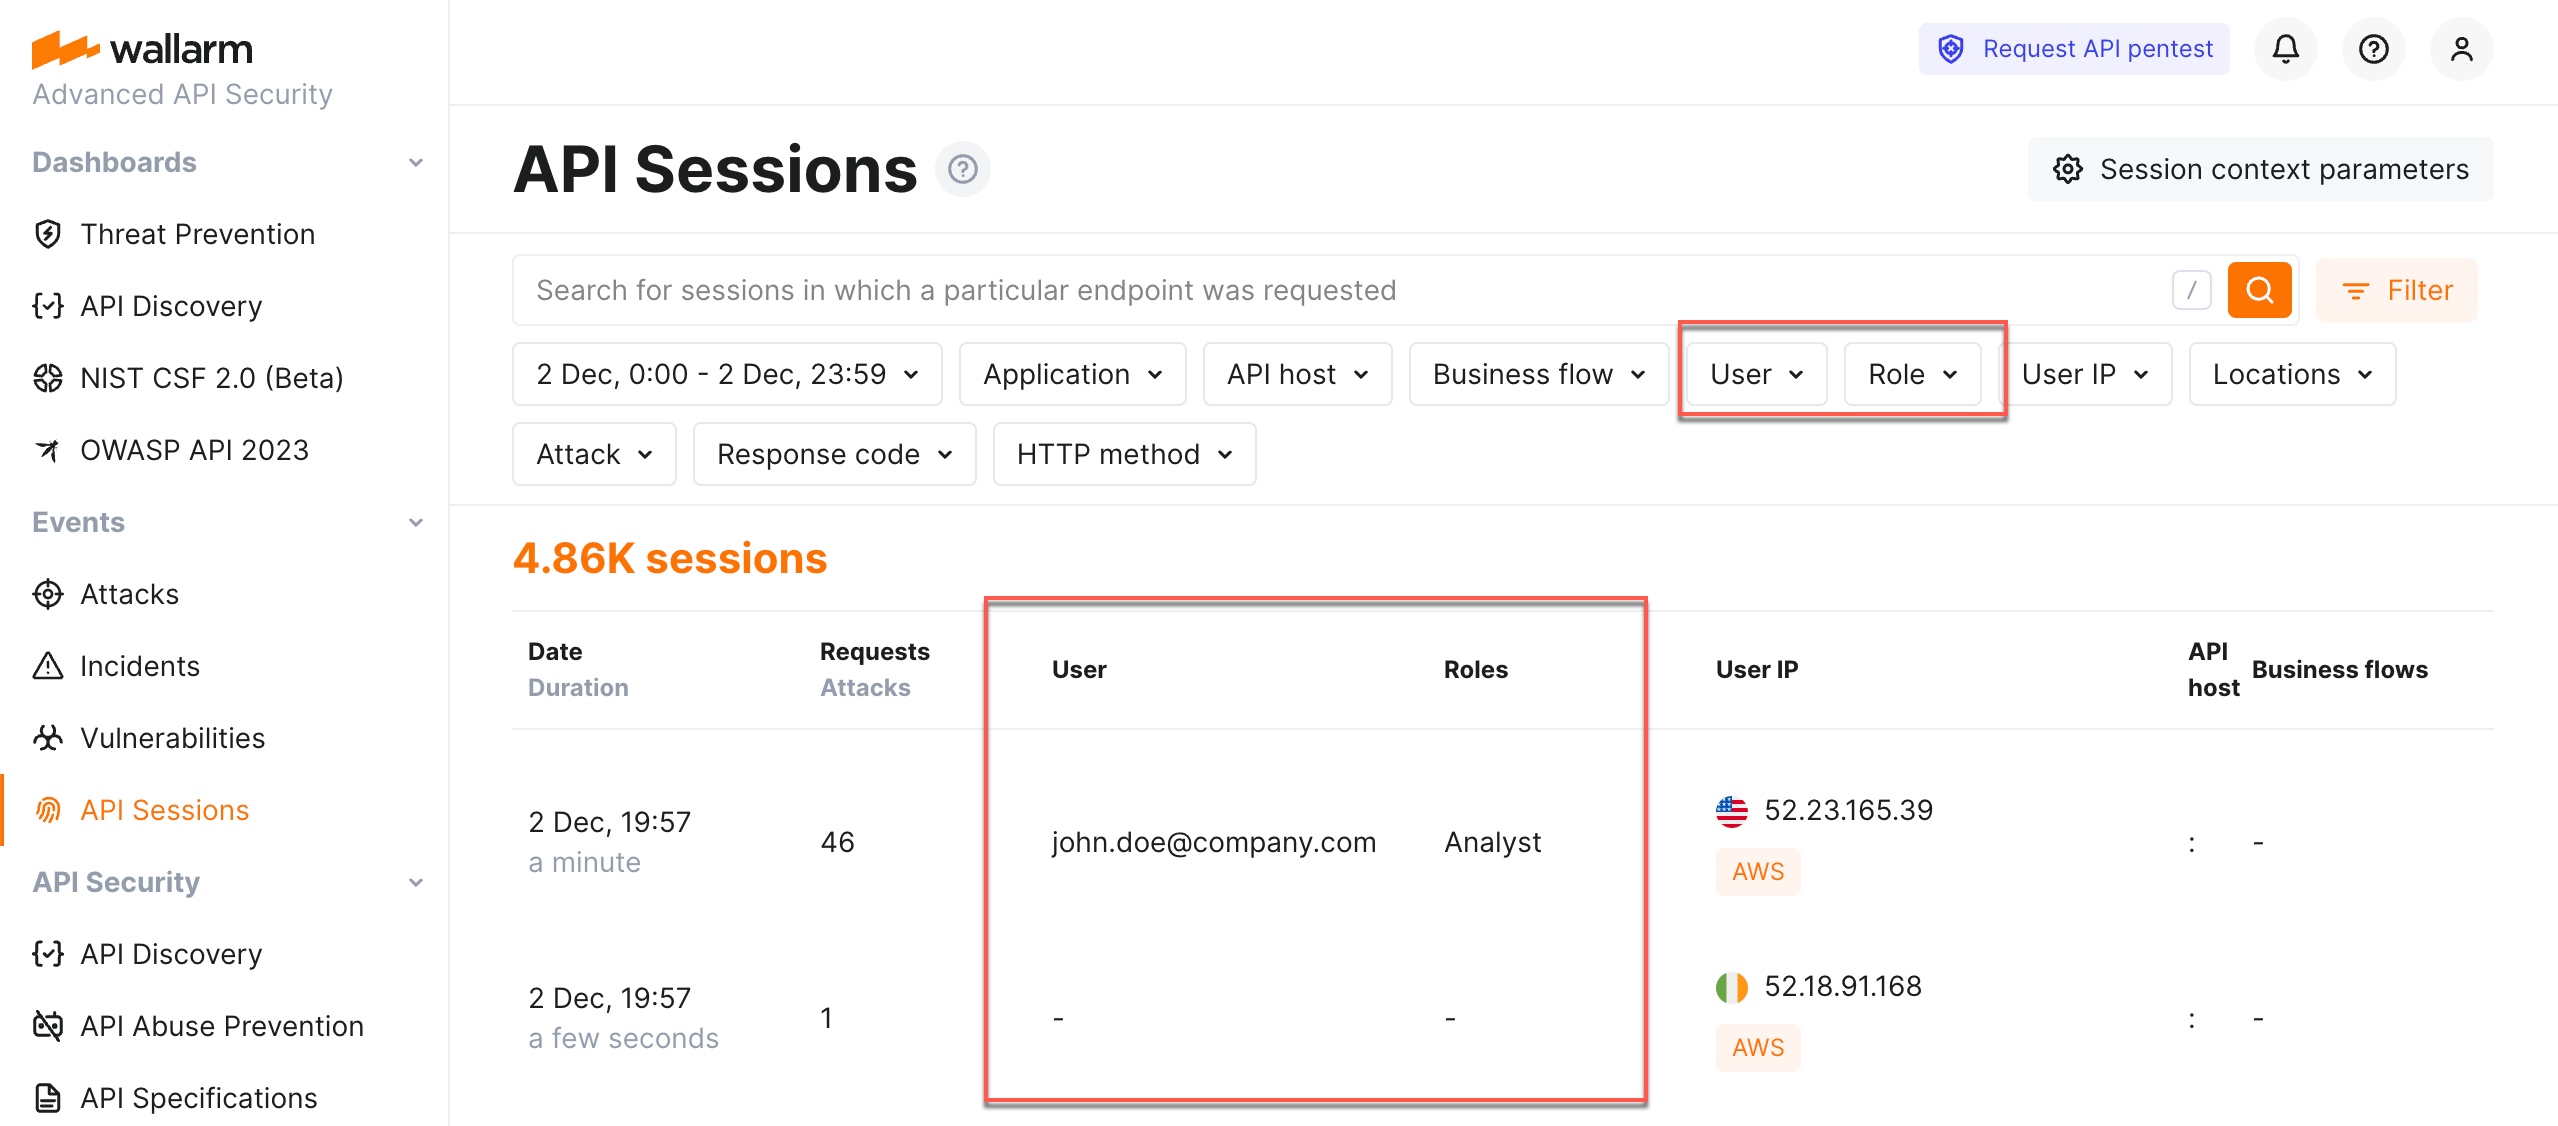 wallarm
Advanced API Security
Dashboards
Threat Prevention
API Discovery
NIST CSF 2.0 (Beta)
OWASP API 2023
Events
Attacks
Incidents
Vulnerabilities
API Sessions
API Security
API Discovery
API Abuse Prevention
API Specifications
Request API pentest
API Sessions
Session context parameters
Search for sessions in which a particular endpoint was requested
/
Filter
2 Dec, 0:00 - 2 Dec, 23:59
Application
API host
Business flow
User
Role
User IP
Locations
Attack
Response code
HTTP method
4.86K sessions
Date
Duration
Requests
Attacks
User
Roles
User IP
API
host
Business flows
2 Dec, 19:57
a minute
46
john.doe@company.com
Analyst
52.23.165.39
AWS
:
-
2 Dec, 19:57
a few seconds
1
-
-
52.18.91.168
AWS
:
-